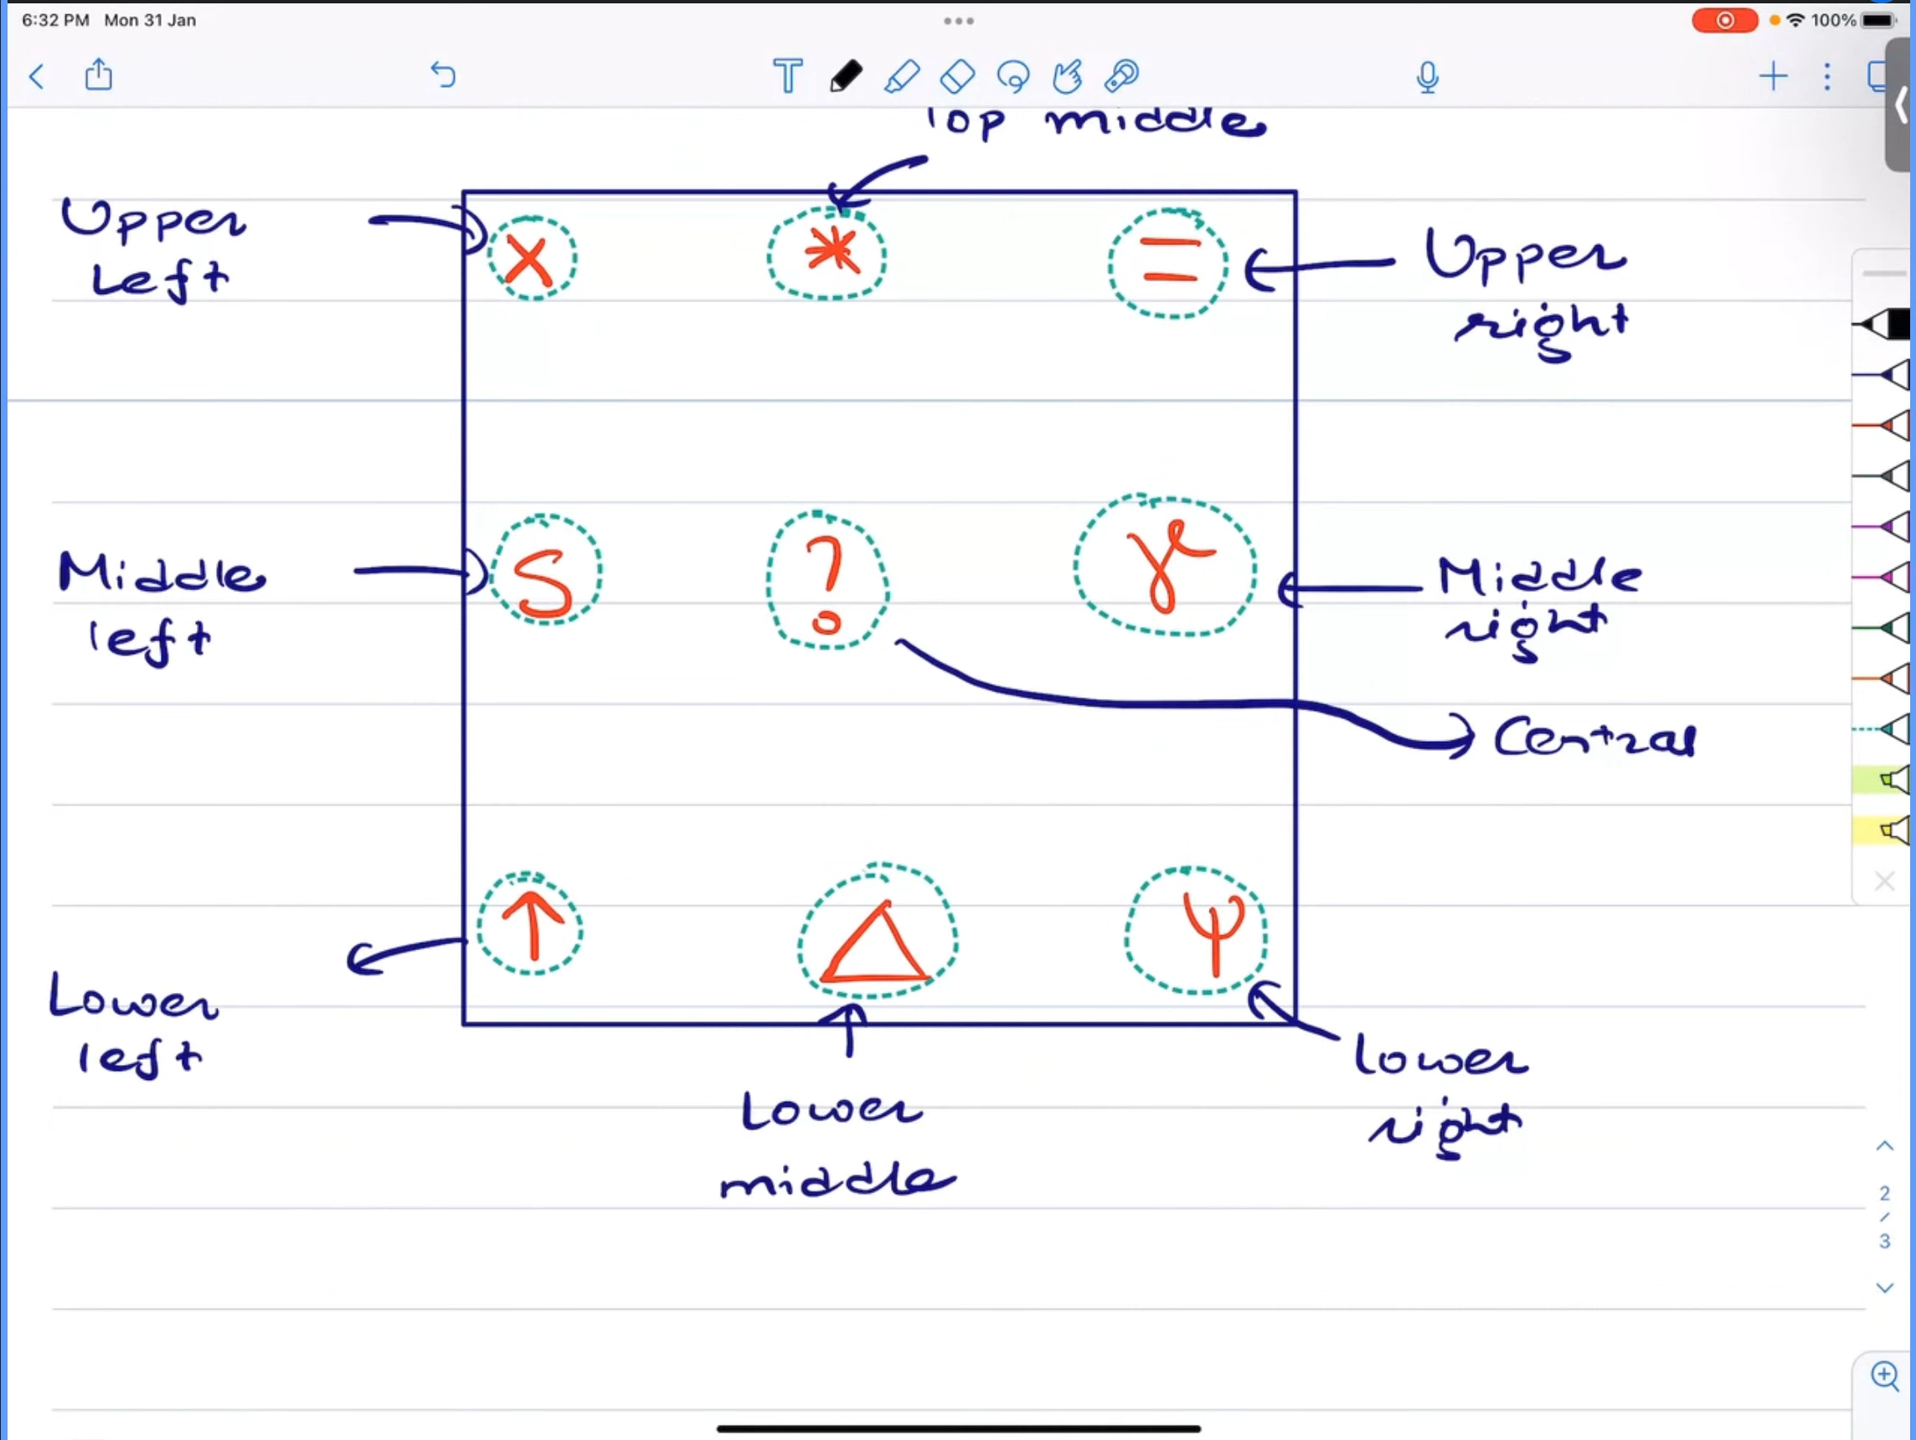 6:32 PM Mon 31 Jan
100%
Top middle
Upper
Left
x * =
Upper
right
Middle
left
S ? γ
Middle
right
Central
↑ △ ψ
Lower
left
Lower
middle
Lower
right
2
/
3